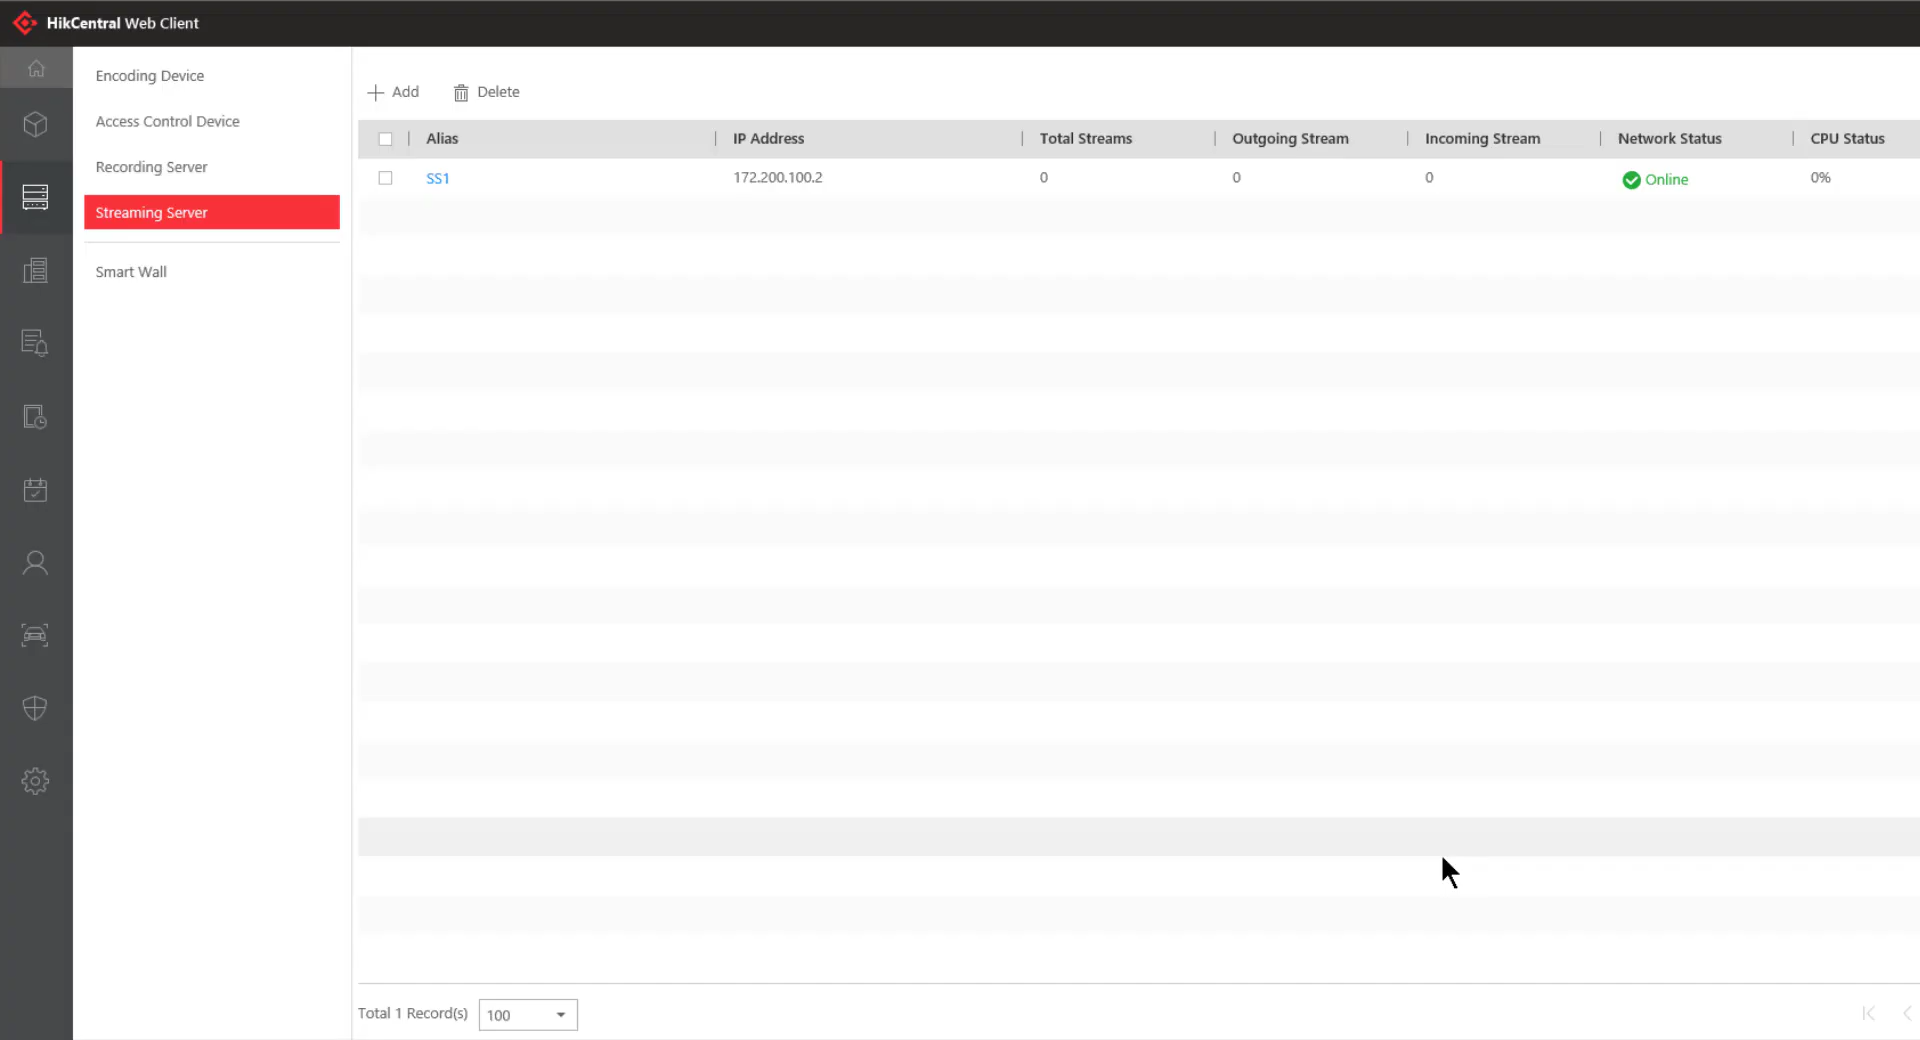 HikCentral Web Client
Encoding Device
Access Control Device
Recording Server
Streaming Server
Smart Wall
Add Delete
Alias IP Address Total Streams Outgoing Stream Incoming Stream Network Status CPU Status
SS1 172.200.100.2 0 0 0 Online 0%
Total 1 Record(s) 100